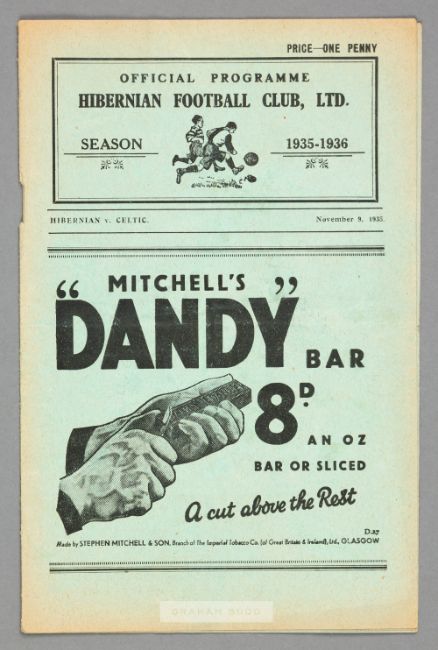 PRICE—ONE PENNY
OFFICIAL PROGRAMME
HIBERNIAN FOOTBALL CLUB, LTD.
SEASON 1935-1936
HIBERNIAN v. CELTIC. November 9, 1935.
MITCHELL'S
“DANDY” BAR
8D.
AN OZ
BAR OR SLICED
A cut above the Rest
D.27
Made by STEPHEN MITCHELL & SON, Branch of The Imperial Tobacco Co. (of Great Britain & Ireland), Ltd., GLASGOW
GRAHAM BUDD